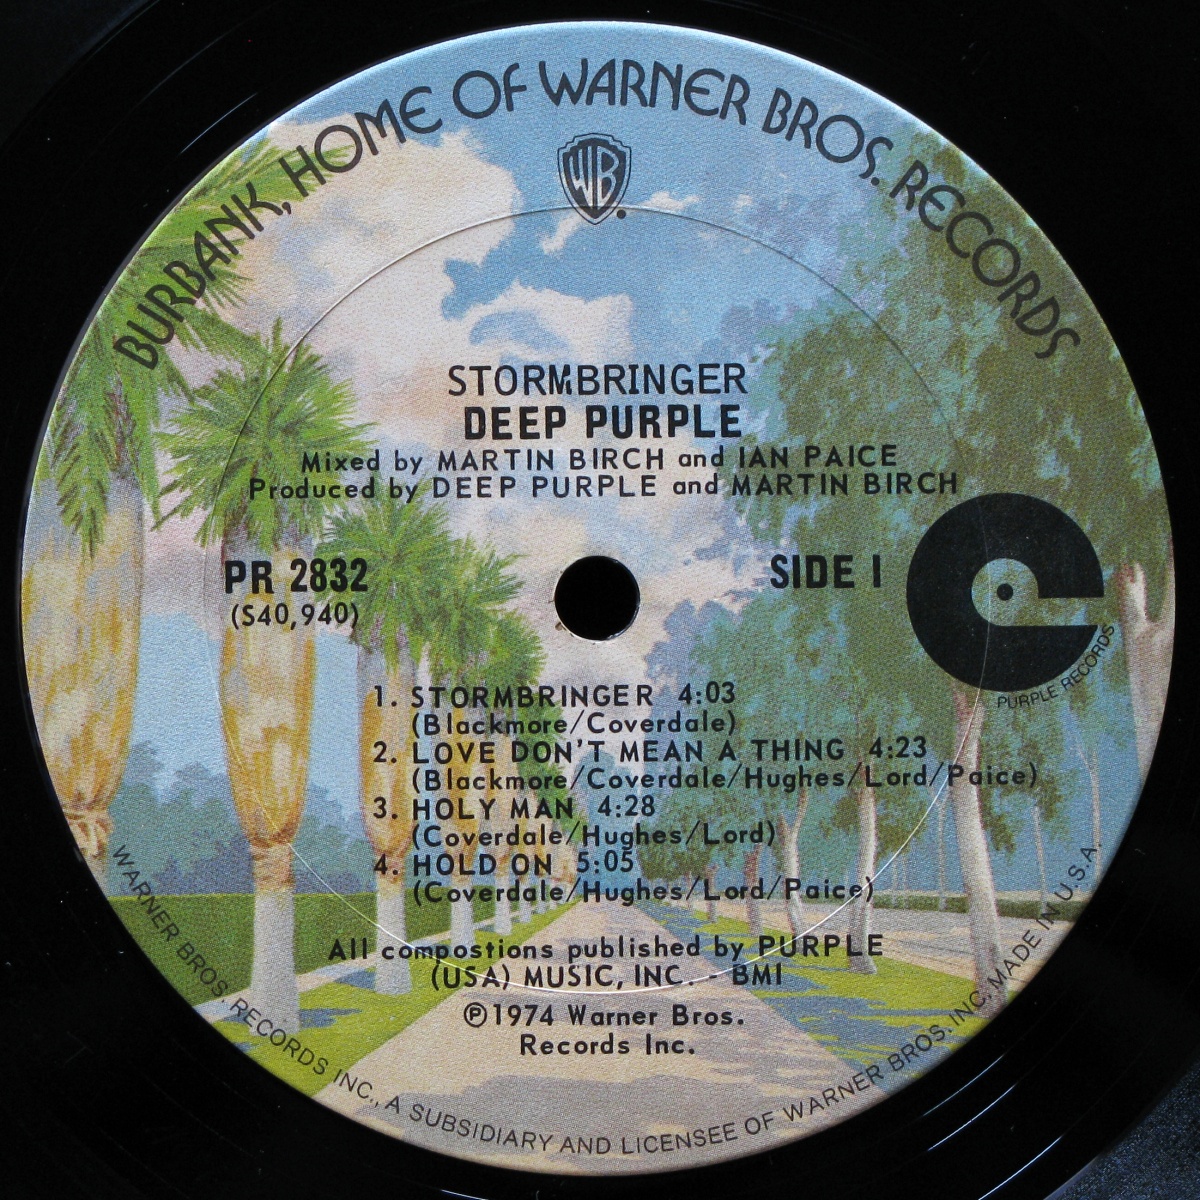 BURBANK, HOME OF WARNER BROS. RECORDS
WB
STORMBRINGER
DEEP PURPLE
Mixed by MARTIN BIRCH and IAN PAICE
Produced by DEEP PURPLE and MARTIN BIRCH
PR 2832
(S40,940)
SIDE I
PURPLE RECORDS
1. STORMBRINGER 4:03
(Blackmore/Coverdale)
2. LOVE DON'T MEAN A THING 4:23
(Blackmore/Coverdale/Hughes/Lord/Paice)
3. HOLY MAN 4:28
(Coverdale/Hughes/Lord)
4. HOLD ON 5:05
(Coverdale/Hughes/Lord/Paice)
All compostions published by PURPLE
(USA) MUSIC, INC. - BMI
℗1974 Warner Bros.
Records Inc.
WARNER BROS. RECORDS INC., A SUBSIDIARY AND LICENSEE OF WARNER BROS. INC. MADE IN U.S.A.